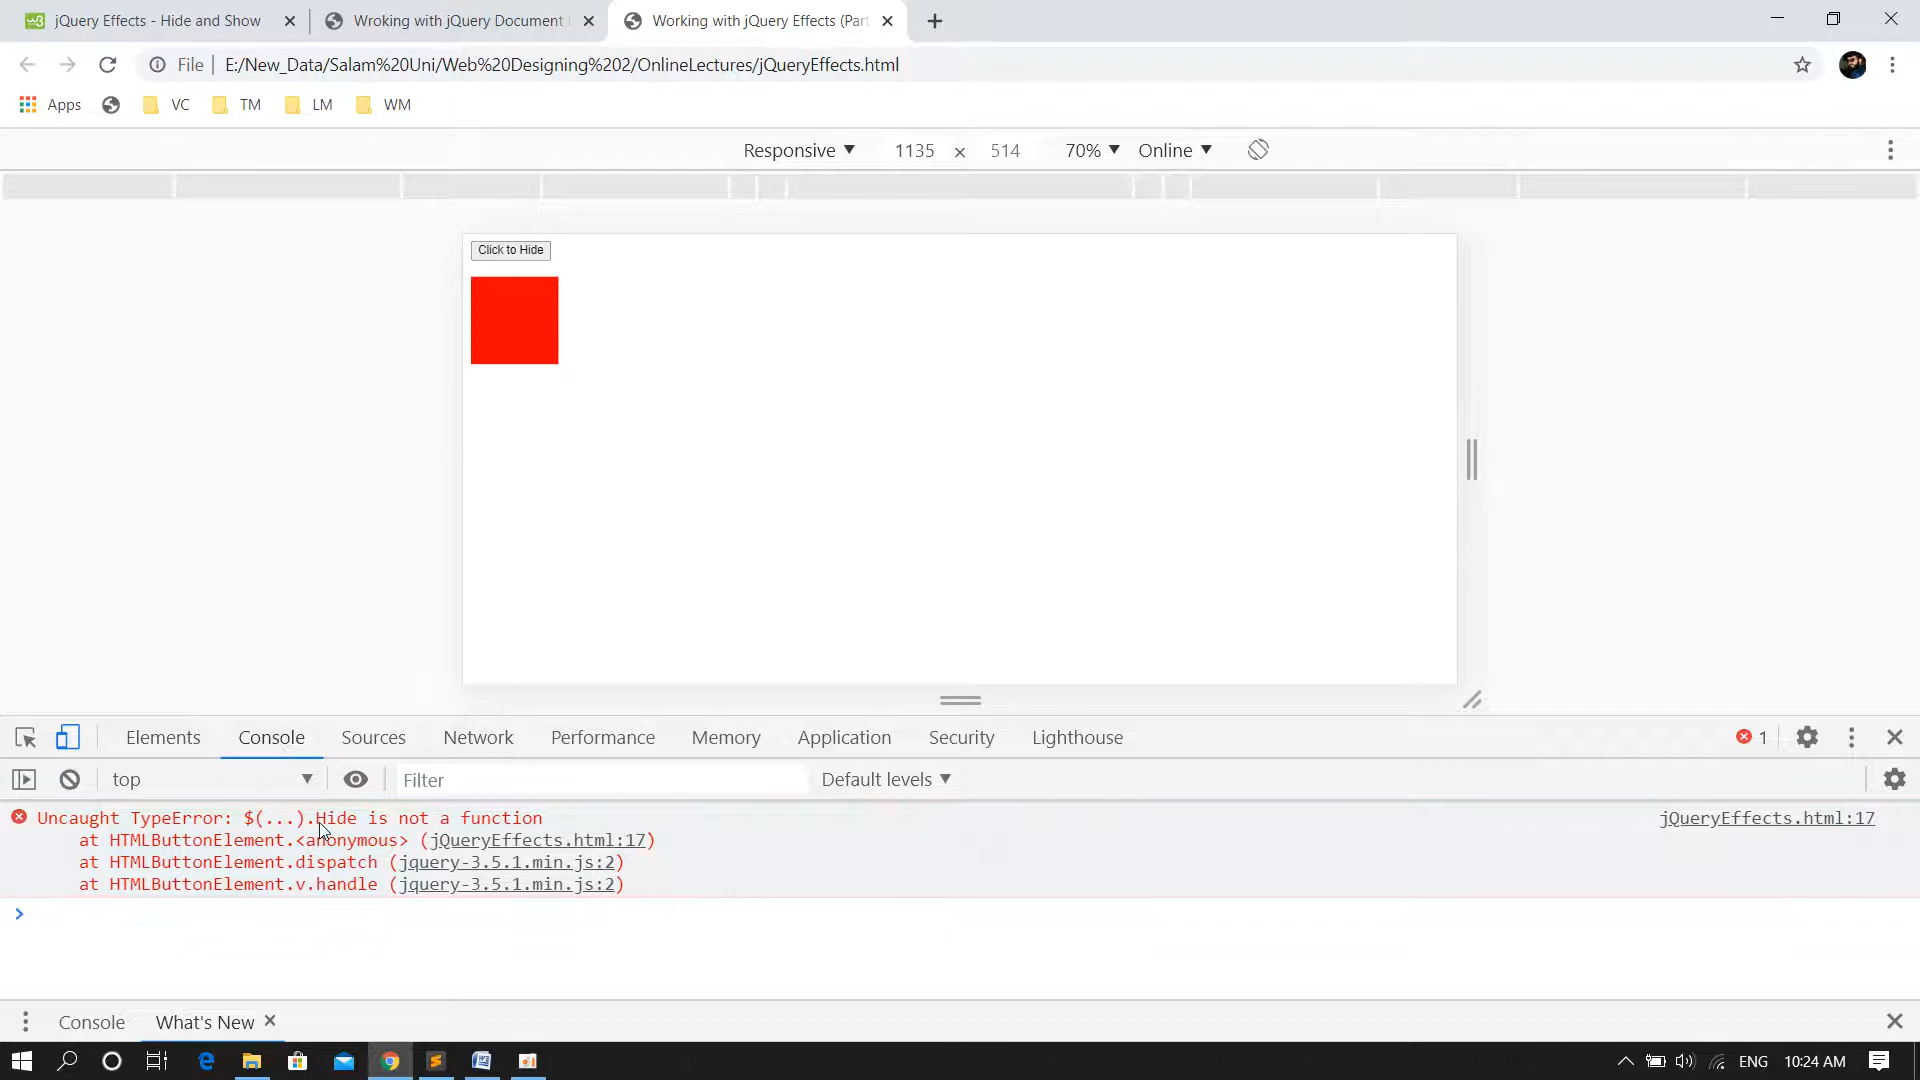 jQuery Effects - Hide and Show
Wroking with jQuery Document
Working with jQuery Effects (Part
File
E:/New_Data/Salam%20Uni/Web%20Designing%202/OnlineLectures/jQueryEffects.html
Apps
VC
TM
LM
WM
Responsive
1135 × 514
70%
Online
Click to Hide
Elements
Console
Sources
Network
Performance
Memory
Application
Security
Lighthouse
1
top
Filter
Default levels
Uncaught TypeError: $(...).Hide is not a function
jQueryEffects.html:17
at HTMLButtonElement.<anonymous> (jQueryEffects.html:17)
at HTMLButtonElement.dispatch (jquery-3.5.1.min.js:2)
at HTMLButtonElement.v.handle (jquery-3.5.1.min.js:2)
Console
What's New
ENG
10:24 AM